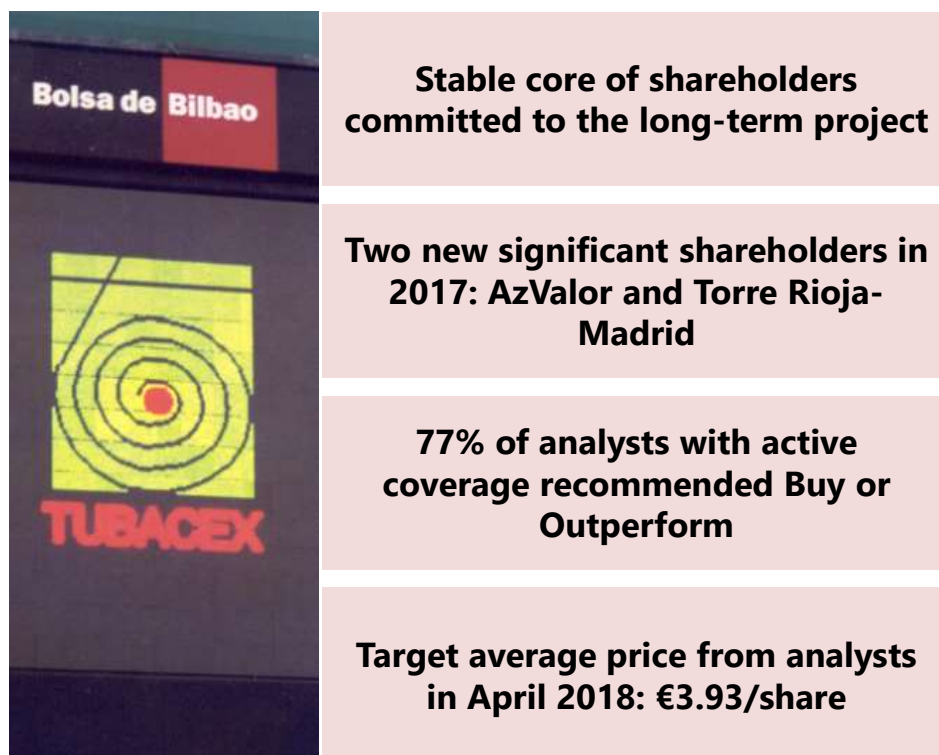 Bolsa de Bilbao
TUBACEX
Stable core of shareholders
committed to the long-term project
Two new significant shareholders in
2017: AzValor and Torre Rioja-
Madrid
77% of analysts with active
coverage recommended Buy or
Outperform
Target average price from analysts
in April 2018: €3.93/share